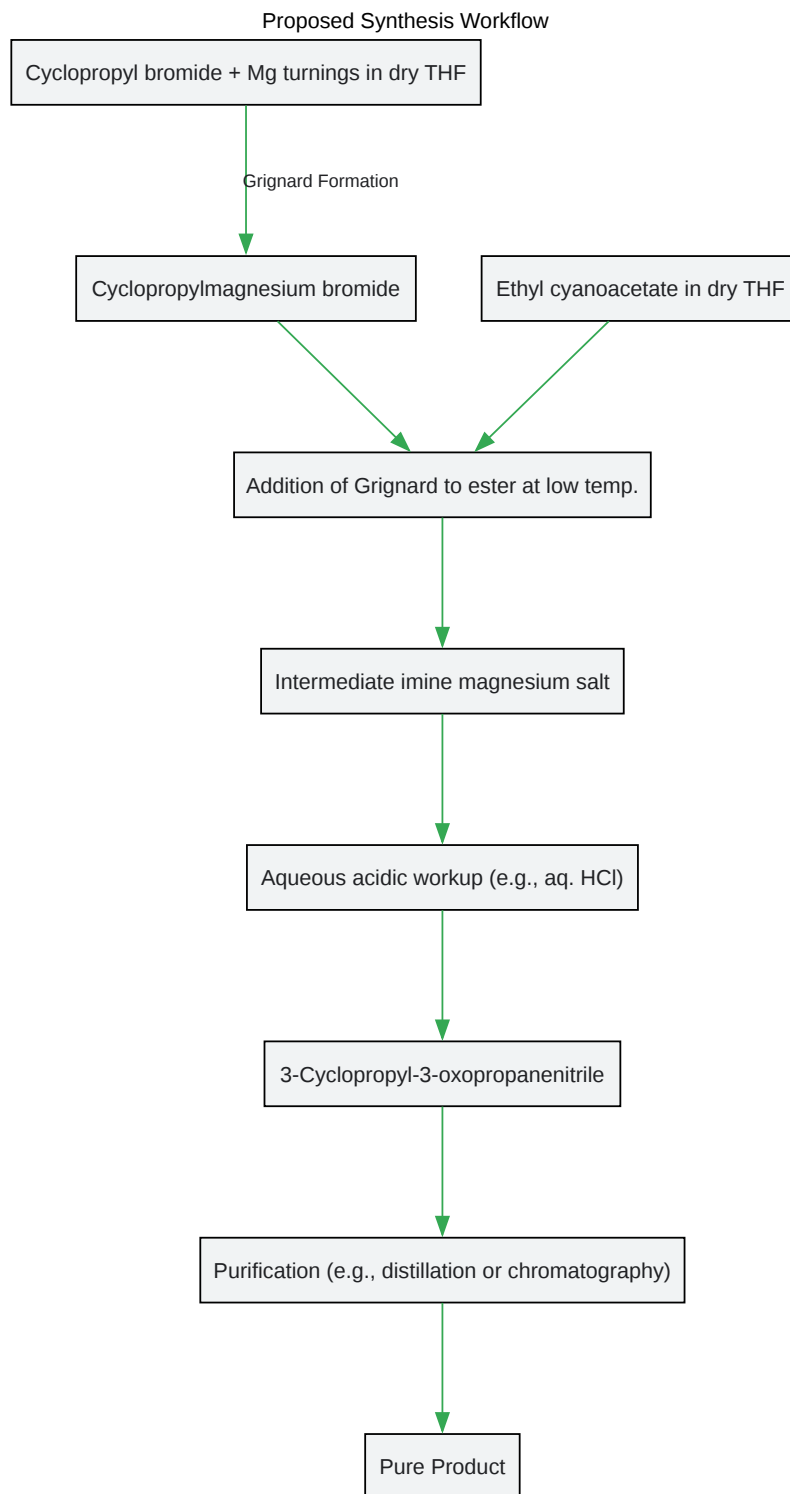 Proposed Synthesis Workflow
Cyclopropyl bromide + Mg turnings in dry THF
Grignard Formation
Cyclopropylmagnesium bromide
Ethyl cyanoacetate in dry THF
Addition of Grignard to ester at low temp.
Intermediate imine magnesium salt
Aqueous acidic workup (e.g., aq. HCl)
3-Cyclopropyl-3-oxopropanenitrile
Purification (e.g., distillation or chromatography)
Pure Product